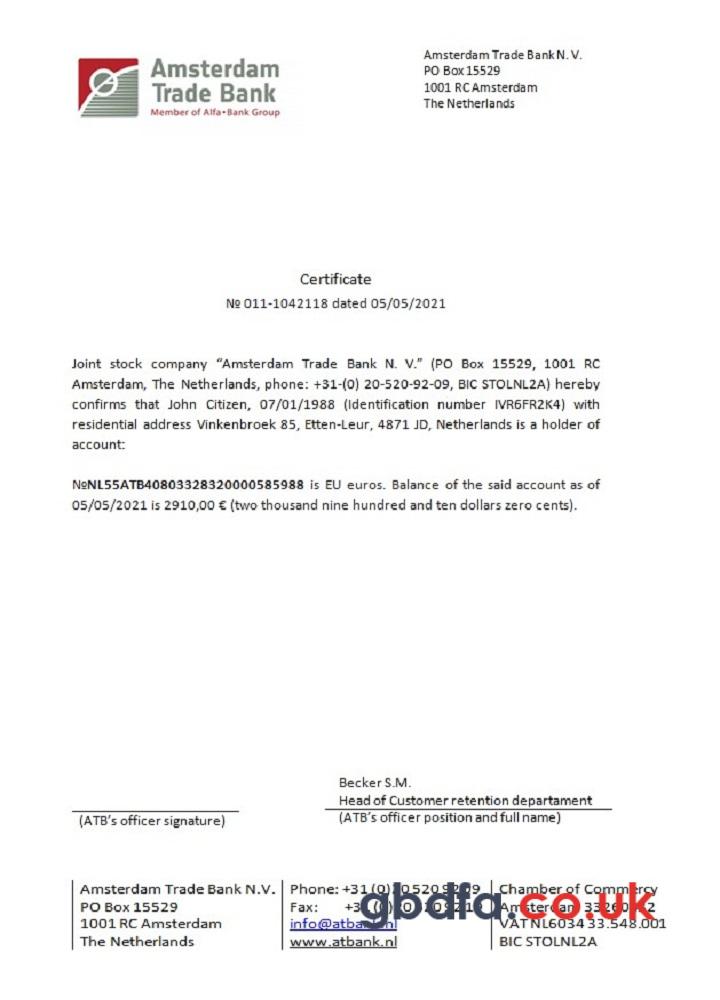 Amsterdam
Trade Bank
Member of Alfa•Bank Group
Amsterdam Trade Bank N. V.
PO Box 15529
1001 RC Amsterdam
The Netherlands
Certificate
№ 011-1042118 dated 05/05/2021
Joint stock company “Amsterdam Trade Bank N. V.” (PO Box 15529, 1001 RC
Amsterdam, The Netherlands, phone: +31-(0) 20-520-92-09, BIC STOLNL2A) hereby
confirms that John Citizen, 07/01/1988 (Identification number IVR6FR2K4) with
residential address Vinkenbroek 85, Etten-Leur, 4871 JD, Netherlands is a holder of
account:
№NL55ATB40803328320000585988 is EU euros. Balance of the said account as of
05/05/2021 is 2910,00 € (two thousand nine hundred and ten dollars zero cents).
(ATB’s officer signature)
Becker S.M.
Head of Customer retention departament
(ATB’s officer position and full name)
Amsterdam Trade Bank N.V.
PO Box 15529
1001 RC Amsterdam
The Netherlands
Phone: +31 (0) 20 520 92 09
Fax:
info@atbank.nl
www.atbank.nl
Chamber of Commercy
Amsterdam
VAT NL6034 33.548.001
BIC STOLNL2A
gbdfa.co.uk